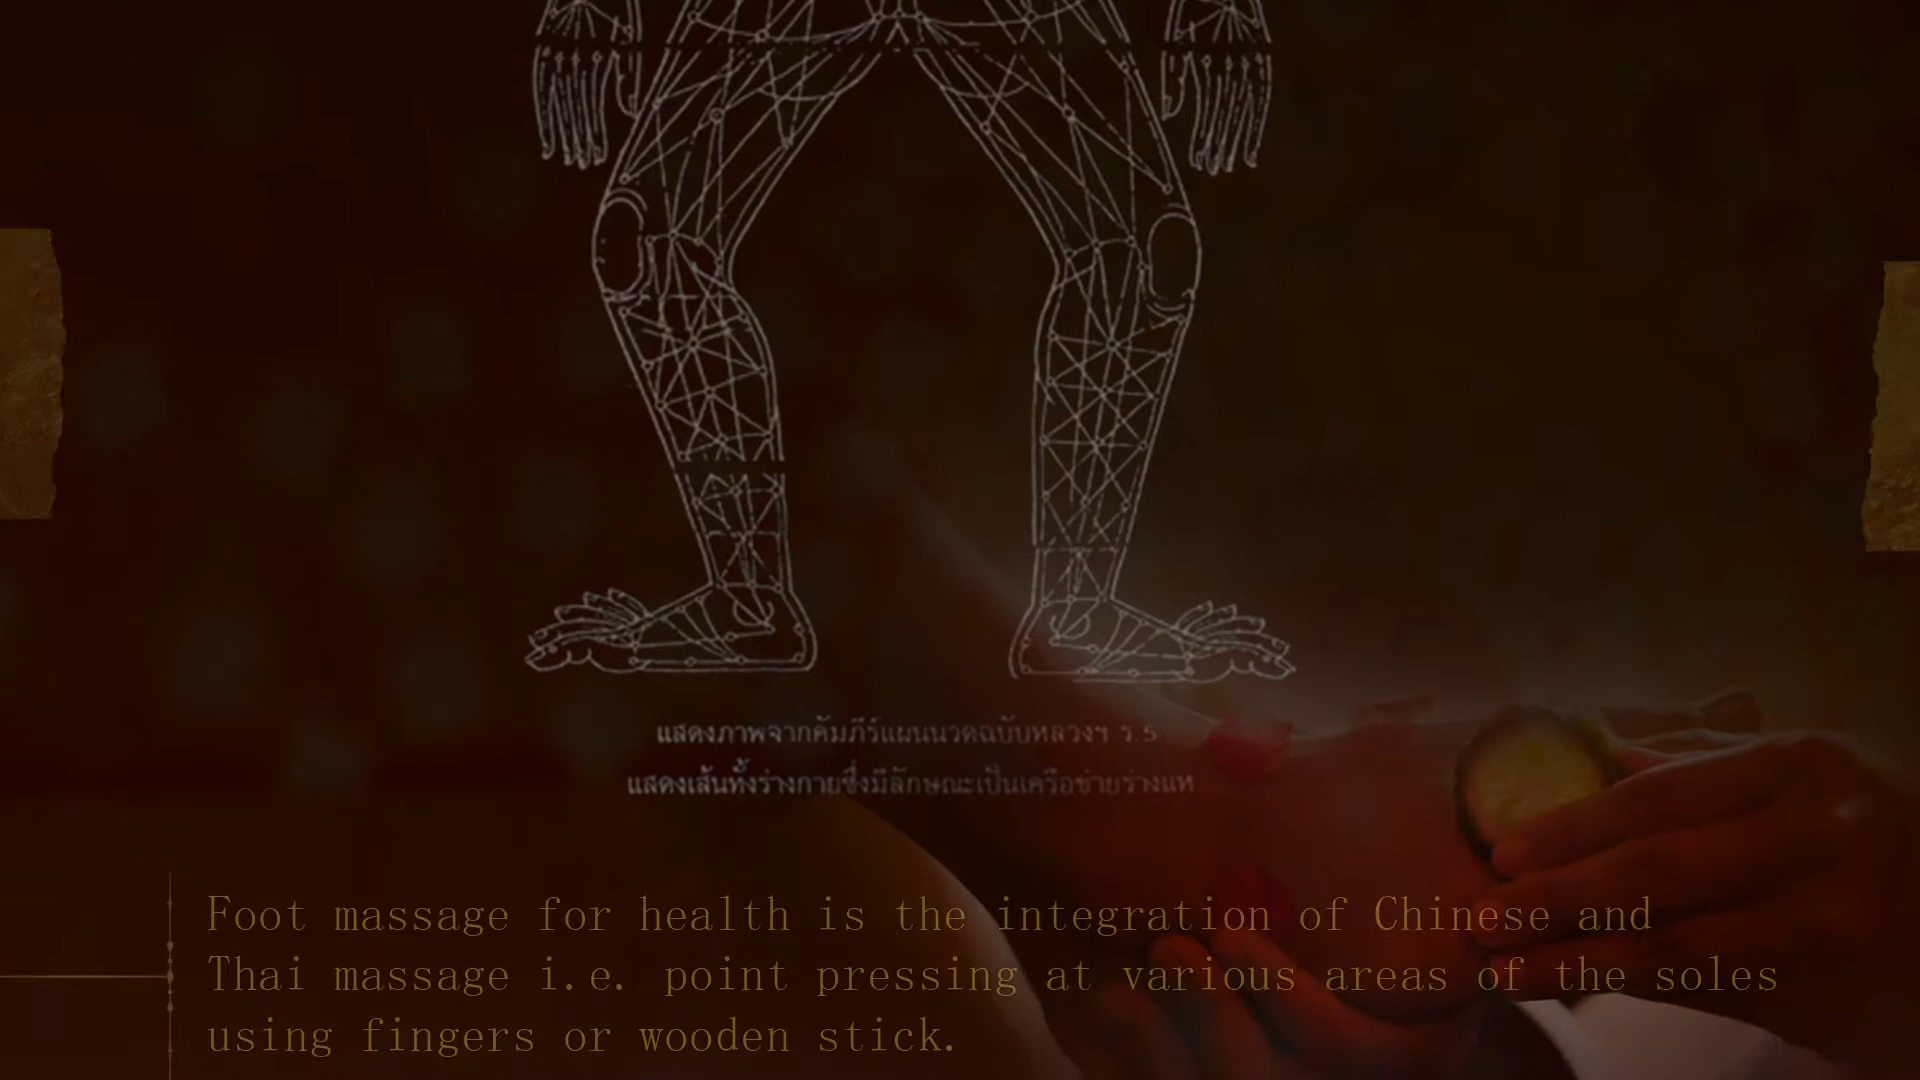 แสดงภาพจากคัมภีร์แผนนวดฉบับหลวงฯ ร.5
แสดงเส้นทั้งร่างกายซึ่งมีลักษณะเป็นเครือข่ายร่างแห
Foot massage for health is the integration of Chinese and
Thai massage i.e. point pressing at various areas of the soles
using fingers or wooden stick.